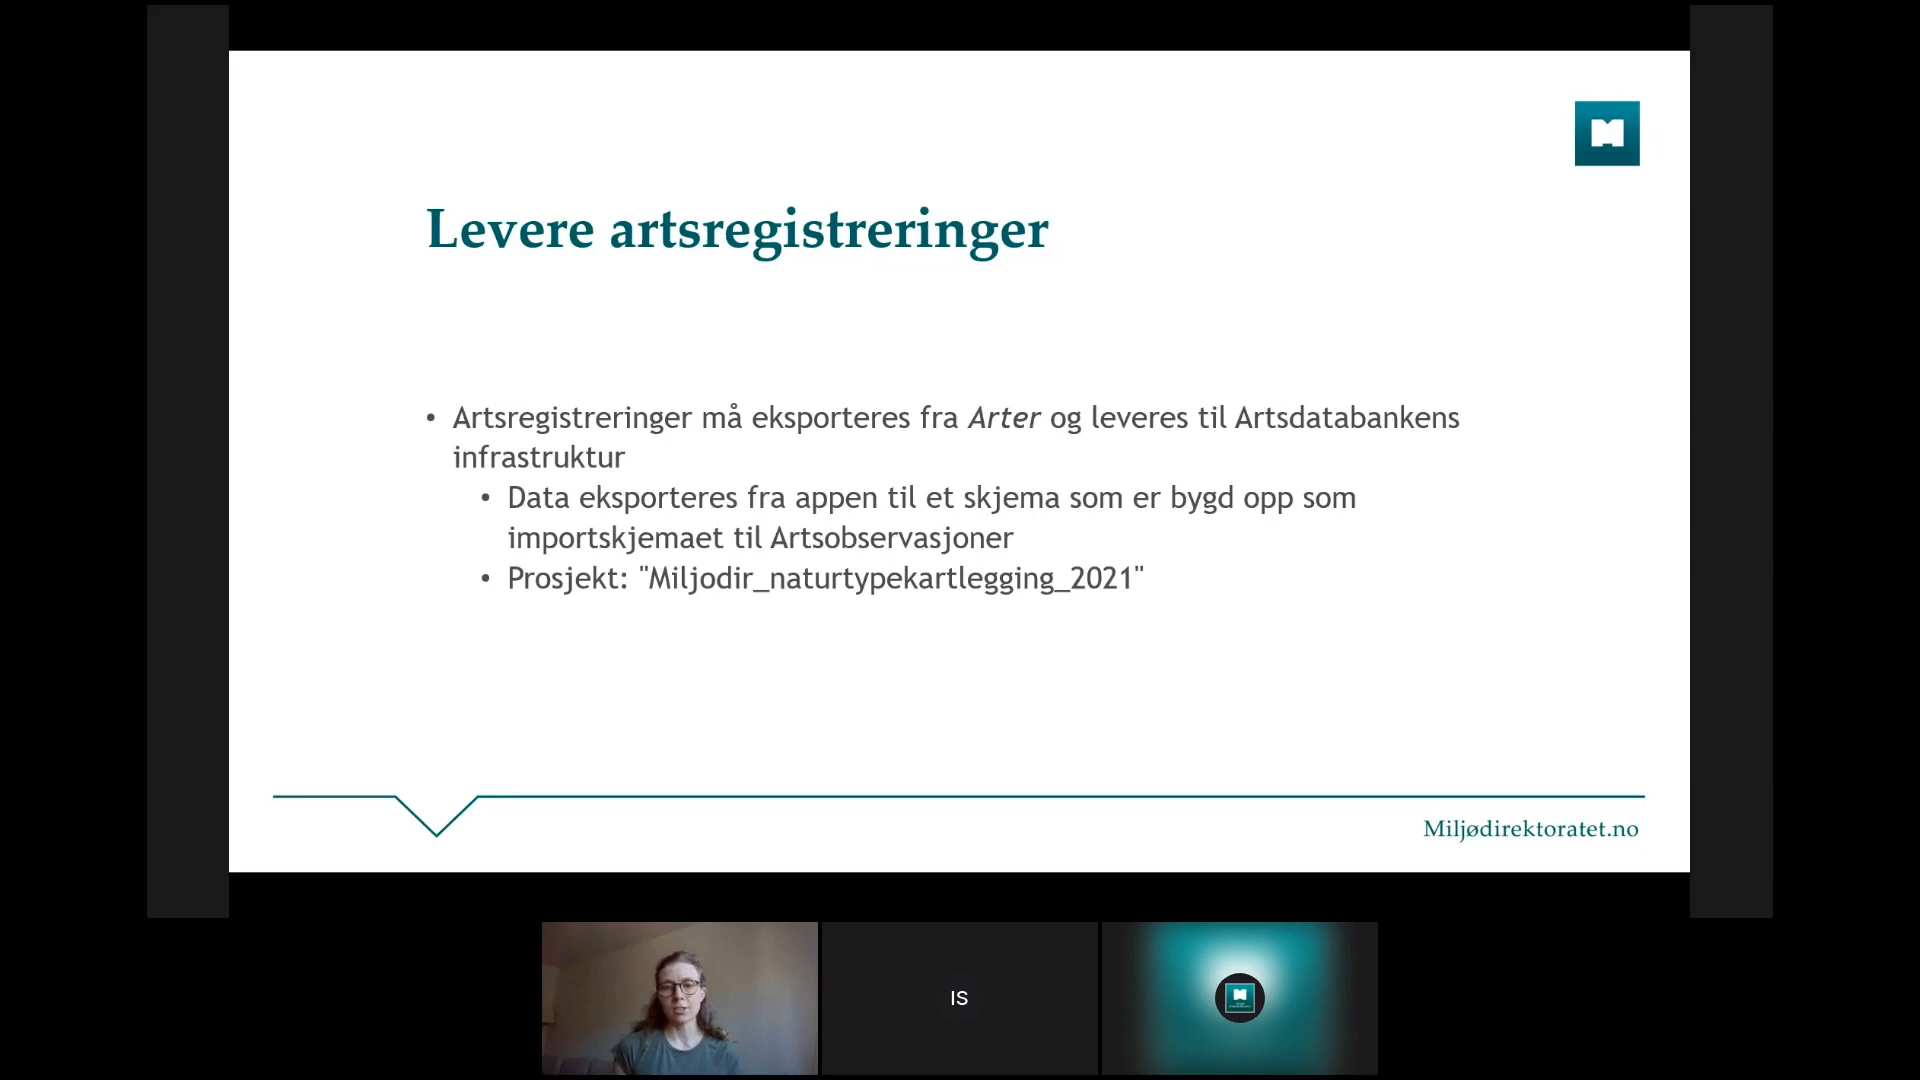 Levere artsregistreringer
• Artsregistreringer må eksporteres fra Arter og leveres til Artsdatabankens
infrastruktur
• Data eksporteres fra appen til et skjema som er bygd opp som
importskjemaet til Artsobservasjoner
• Prosjekt: "Miljodir_naturtypekartlegging_2021"
Miljødirektoratet.no
IS